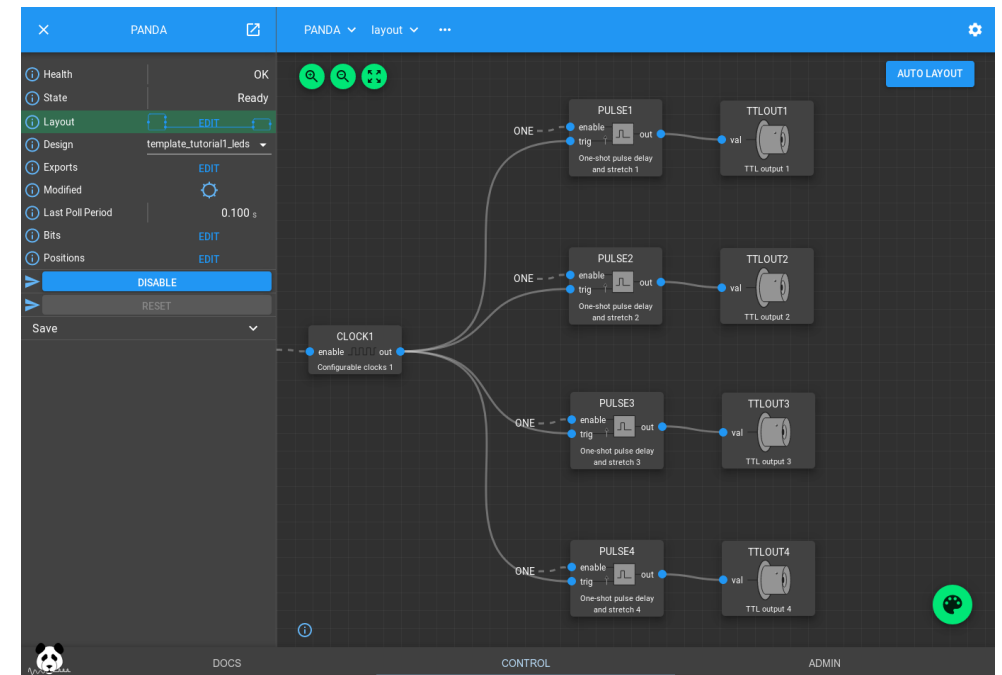 PANDA
PANDA layout •••
Health OK
State Ready
Layout EDIT
Design template_tutorial1_leds
Exports EDIT
Modified
Last Poll Period 0.100 s
Bits EDIT
Positions EDIT
DISABLE
RESET
Save
AUTO LAYOUT
CLOCK1
enable out
Configurable clocks 1
ONE
PULSE1
enable
trig
out
One-shot pulse delay
and stretch 1
TTLOUT1
val
TTL output 1
ONE
PULSE2
enable
trig
out
One-shot pulse delay
and stretch 2
TTLOUT2
val
TTL output 2
ONE
PULSE3
enable
trig
out
One-shot pulse delay
and stretch 3
TTLOUT3
val
TTL output 3
ONE
PULSE4
enable
trig
out
One-shot pulse delay
and stretch 4
TTLOUT4
val
TTL output 4
DOCS
CONTROL
ADMIN